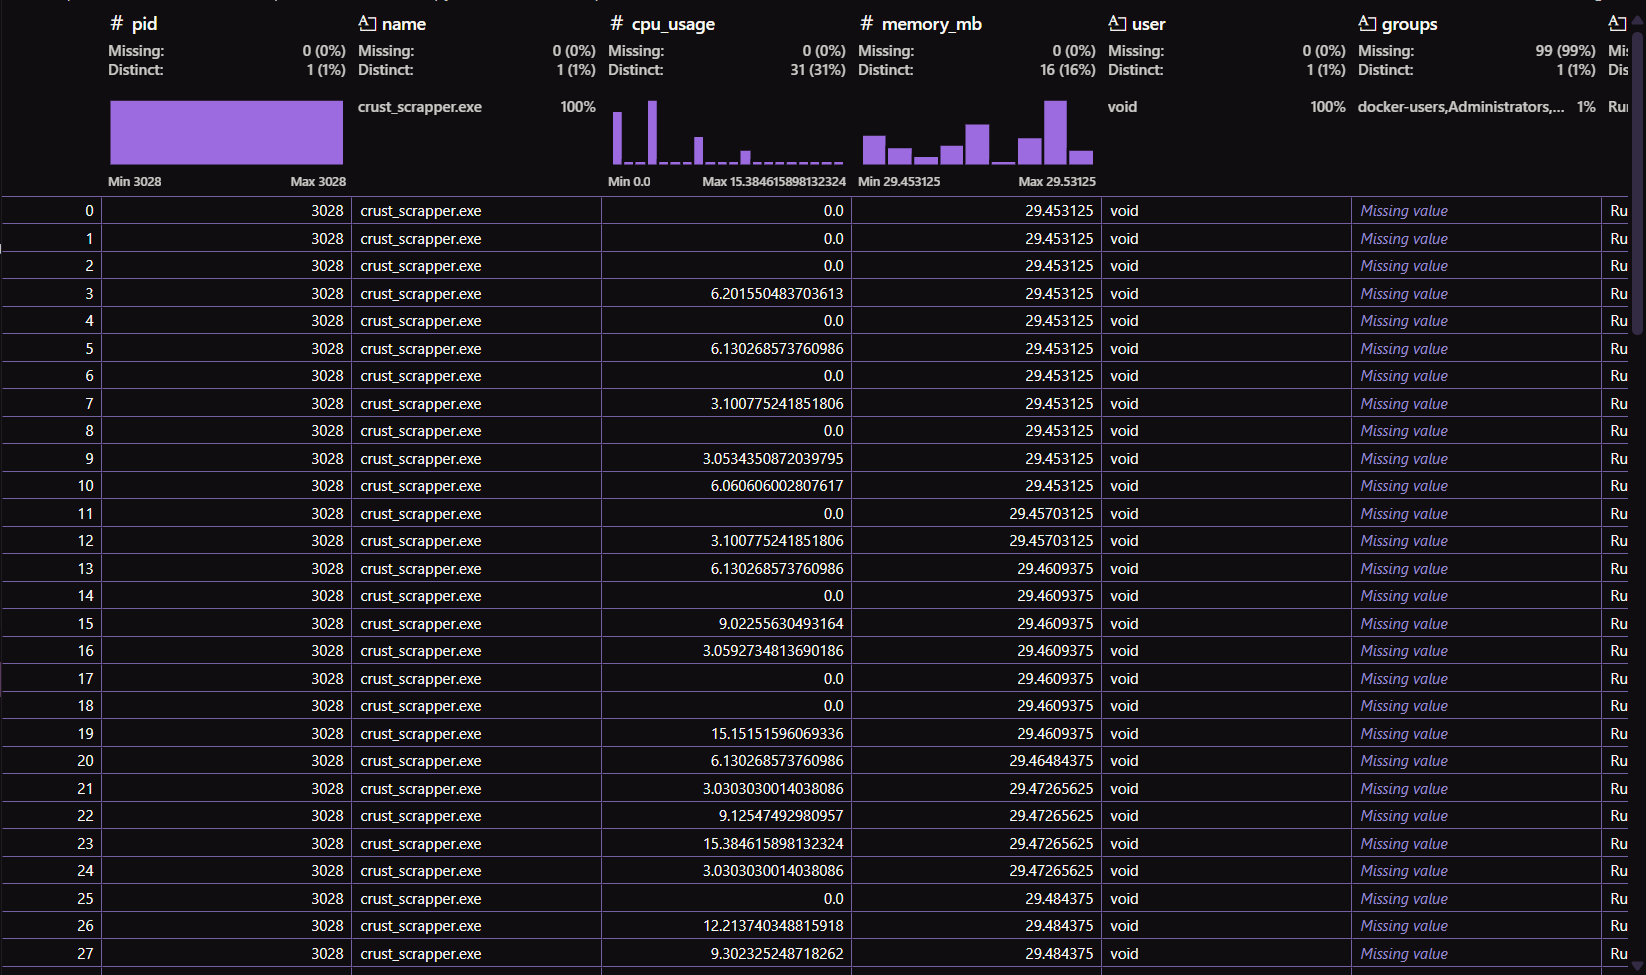 # pid A name # cpu_usage # memory_mb A user A groups A
Missing: 0 (0%) Missing: 0 (0%) Missing: 0 (0%) Missing: 0 (0%) Missing: 0 (0%) Missing: 99 (99%) Mis
Distinct: 1 (1%) Distinct: 1 (1%) Distinct: 31 (31%) Distinct: 16 (16%) Distinct: 1 (1%) Distinct: 1 (1%) Dis
crust_scrapper.exe 100% void 100% docker-users,Administrators,... 1% Ru
Min 3028 Max 3028 Min 0.0 Max 15.384615898132324 Min 29.453125 Max 29.53125
0 3028 crust_scrapper.exe 0.0 29.453125 void Missing value Ru
1 3028 crust_scrapper.exe 0.0 29.453125 void Missing value Ru
2 3028 crust_scrapper.exe 0.0 29.453125 void Missing value Ru
3 3028 crust_scrapper.exe 6.201550483703613 29.453125 void Missing value Ru
4 3028 crust_scrapper.exe 0.0 29.453125 void Missing value Ru
5 3028 crust_scrapper.exe 6.130268573760986 29.453125 void Missing value Ru
6 3028 crust_scrapper.exe 0.0 29.453125 void Missing value Ru
7 3028 crust_scrapper.exe 3.100775241851806 29.453125 void Missing value Ru
8 3028 crust_scrapper.exe 0.0 29.453125 void Missing value Ru
9 3028 crust_scrapper.exe 3.0534350872039795 29.453125 void Missing value Ru
10 3028 crust_scrapper.exe 6.060606002807617 29.453125 void Missing value Ru
11 3028 crust_scrapper.exe 0.0 29.45703125 void Missing value Ru
12 3028 crust_scrapper.exe 3.100775241851806 29.45703125 void Missing value Ru
13 3028 crust_scrapper.exe 6.130268573760986 29.4609375 void Missing value Ru
14 3028 crust_scrapper.exe 0.0 29.4609375 void Missing value Ru
15 3028 crust_scrapper.exe 9.02255630493164 29.4609375 void Missing value Ru
16 3028 crust_scrapper.exe 3.0592734813690186 29.4609375 void Missing value Ru
17 3028 crust_scrapper.exe 0.0 29.4609375 void Missing value Ru
18 3028 crust_scrapper.exe 0.0 29.4609375 void Missing value Ru
19 3028 crust_scrapper.exe 15.15151596069336 29.4609375 void Missing value Ru
20 3028 crust_scrapper.exe 6.130268573760986 29.46484375 void Missing value Ru
21 3028 crust_scrapper.exe 3.0303030014038086 29.47265625 void Missing value Ru
22 3028 crust_scrapper.exe 9.12547492980957 29.47265625 void Missing value Ru
23 3028 crust_scrapper.exe 15.384615898132324 29.47265625 void Missing value Ru
24 3028 crust_scrapper.exe 3.0303030014038086 29.47265625 void Missing value Ru
25 3028 crust_scrapper.exe 0.0 29.484375 void Missing value Ru
26 3028 crust_scrapper.exe 12.213740348815918 29.484375 void Missing value Ru
27 3028 crust_scrapper.exe 9.302325248718262 29.484375 void Missing value Ru